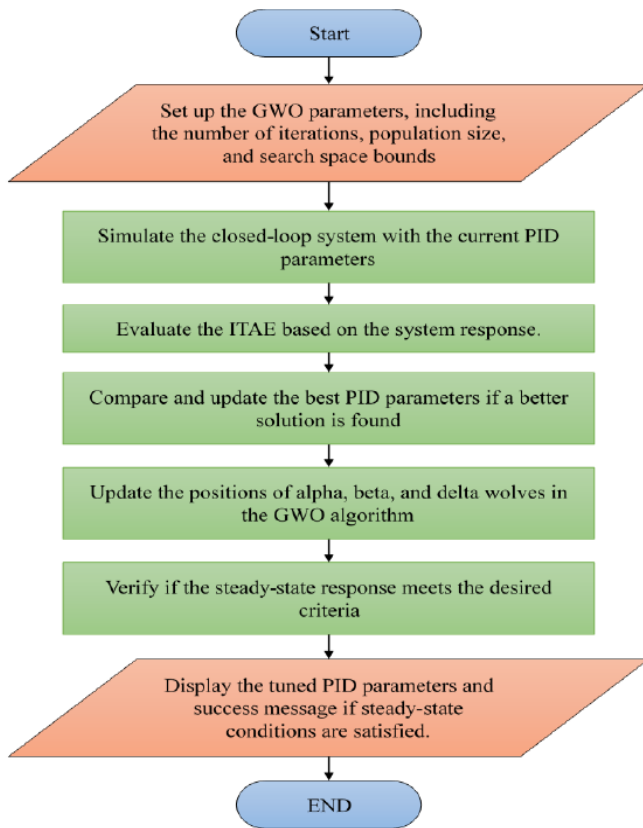 Start
Set up the GWO parameters, including
the number of iterations, population size,
and search space bounds
Simulate the closed-loop system with the current PID
parameters
Evaluate the ITAE based on the system response.
Compare and update the best PID parameters if a better
solution is found
Update the positions of alpha, beta, and delta wolves in
the GWO algorithm
Verify if the steady-state response meets the desired
criteria
Display the tuned PID parameters and
success message if steady-state
conditions are satisfied.
END